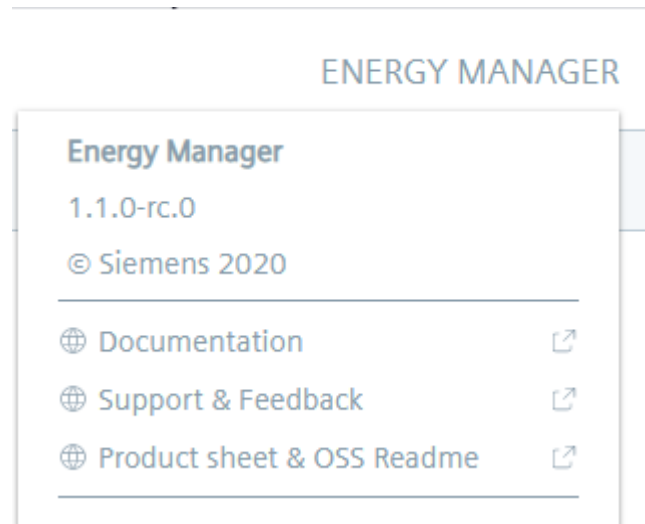 ENERGY MANAGER
Energy Manager
1.1.0-rc.0
© Siemens 2020
Documentation
Support & Feedback
Product sheet & OSS Readme